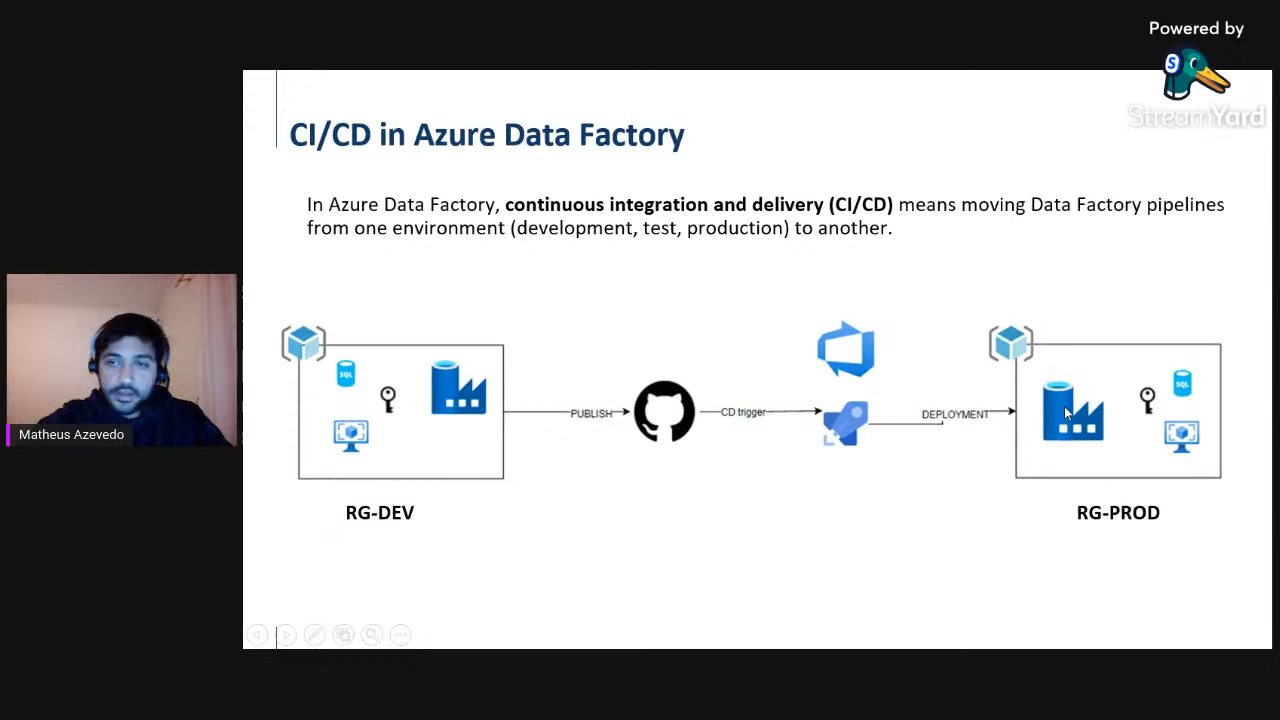 Powered by
StreamYard
CI/CD in Azure Data Factory
In Azure Data Factory, continuous integration and delivery (CI/CD) means moving Data Factory pipelines
from one environment (development, test, production) to another.
SQL
PUBLISH
CD trigger
DEPLOYMENT
SQL
RG-DEV
RG-PROD
Matheus Azevedo